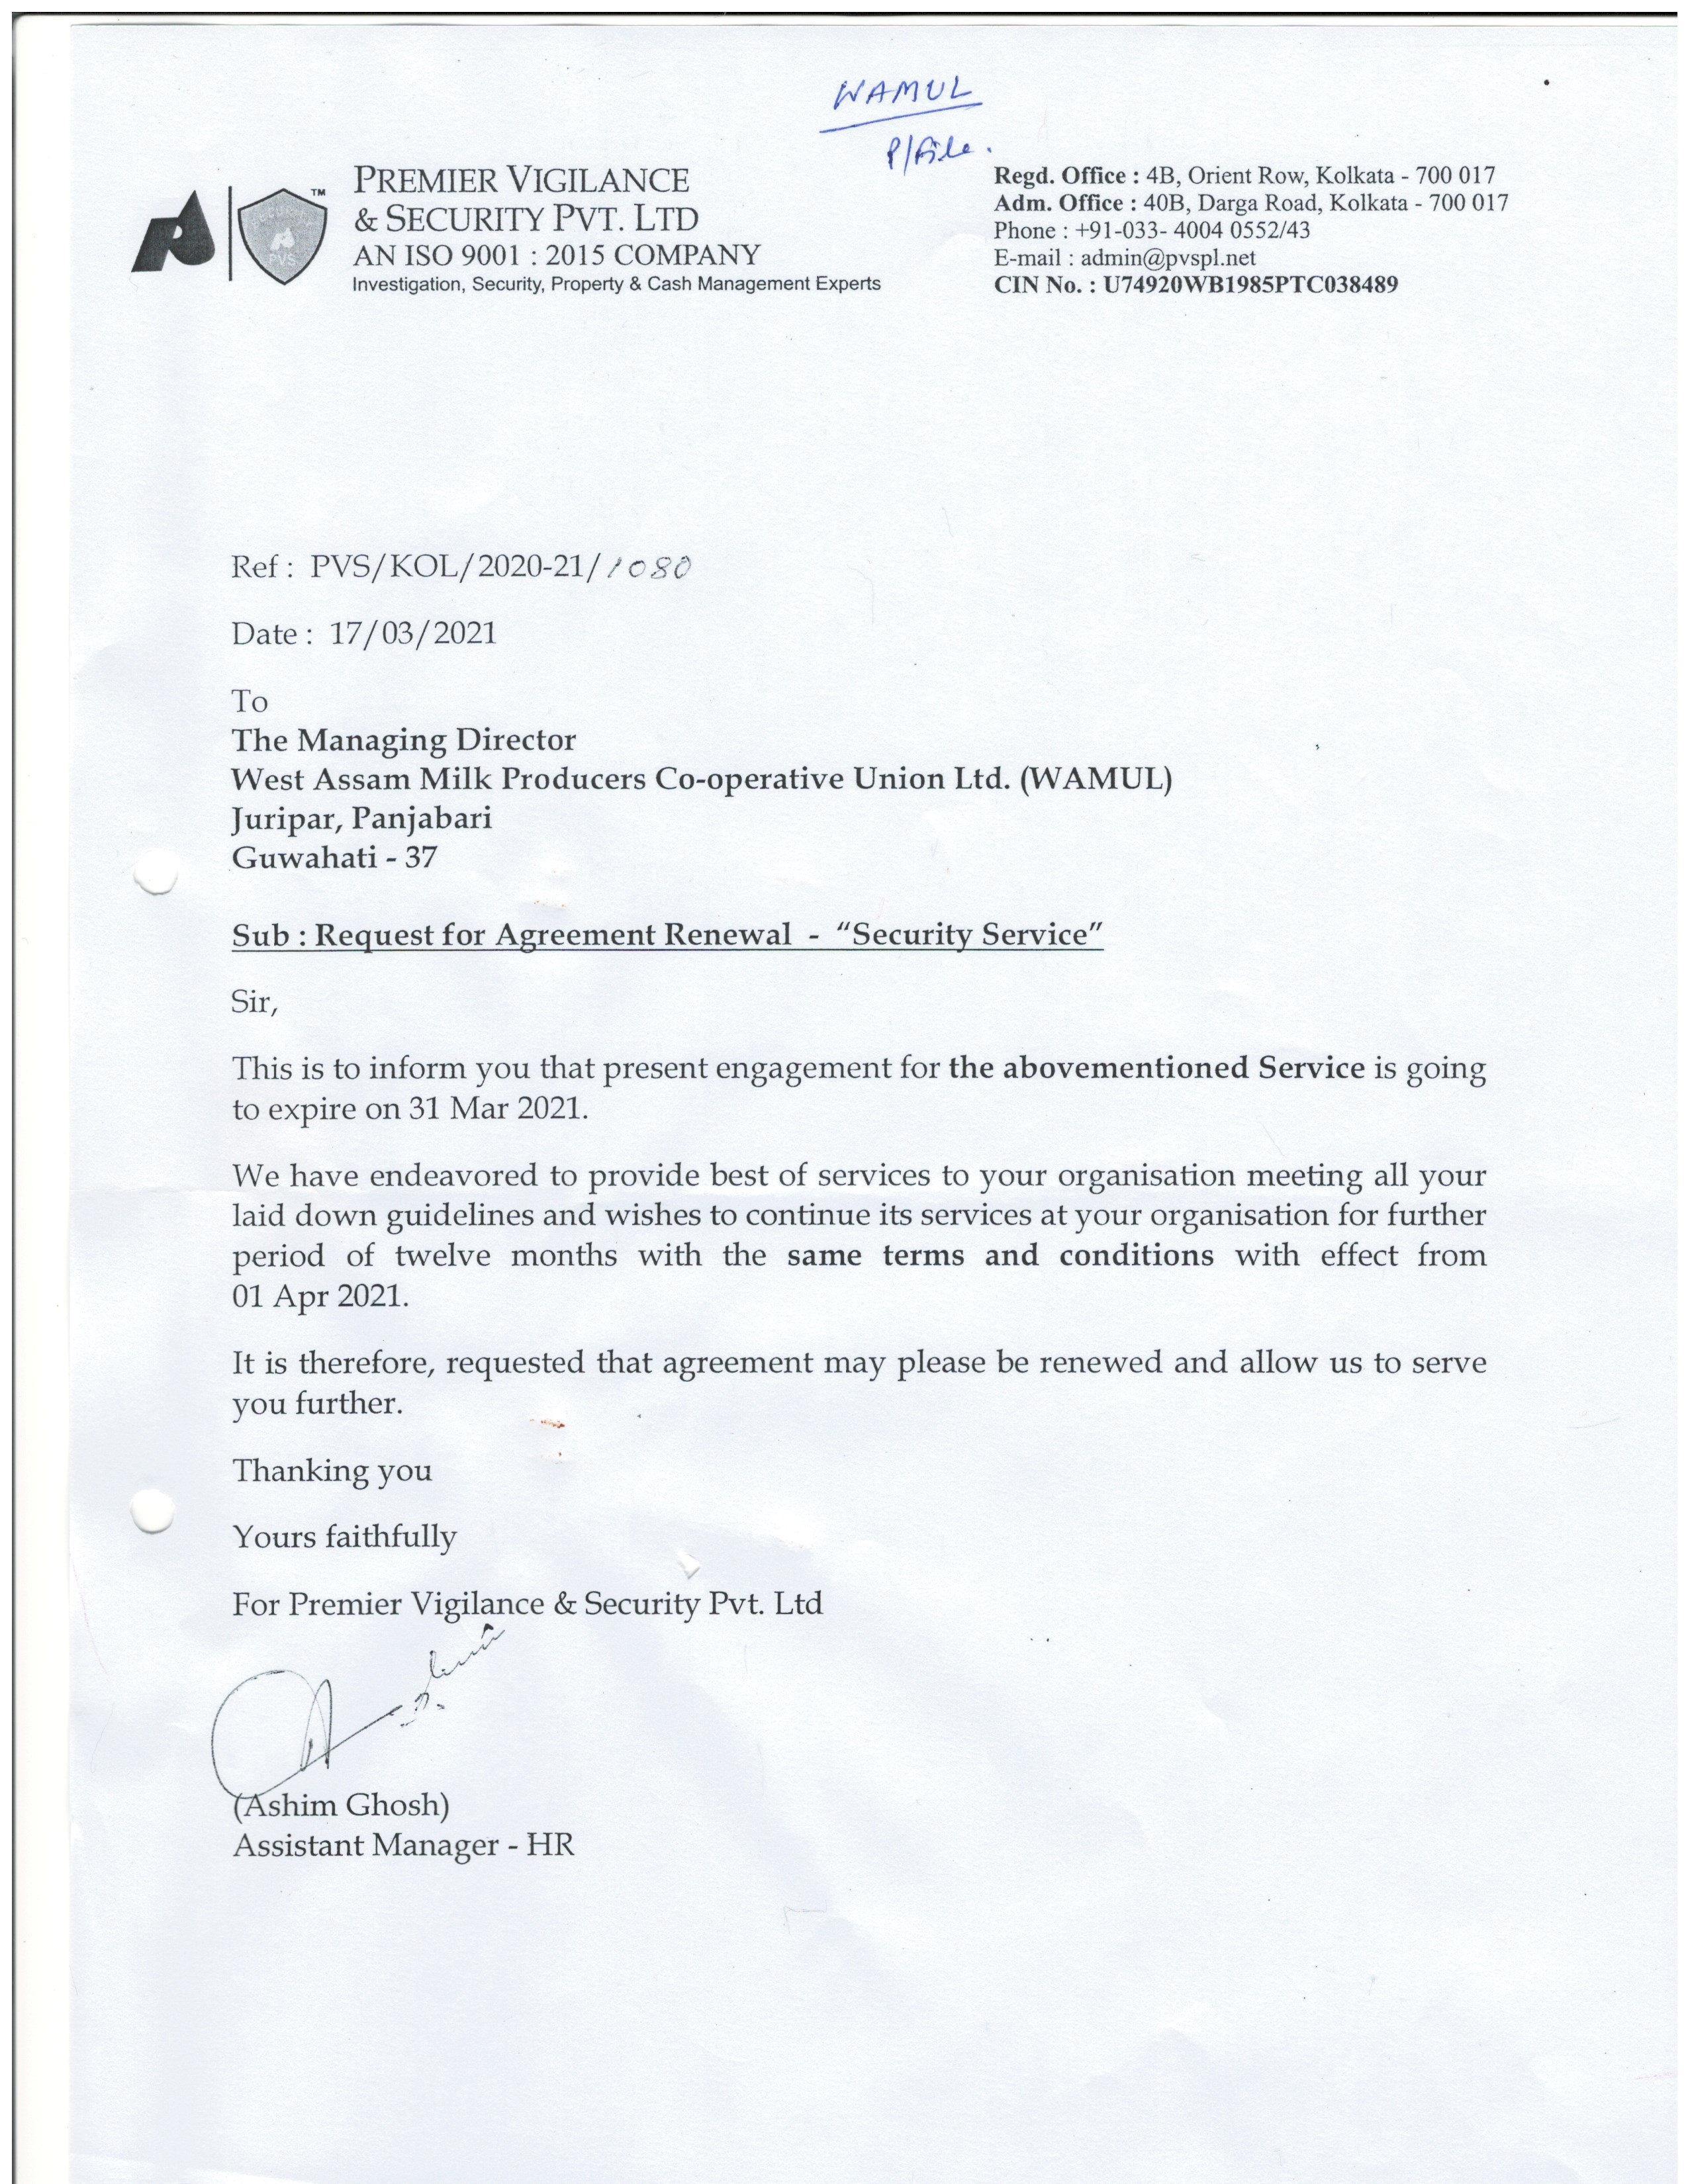 WAMUL
P/File.
PREMIER VIGILANCE
& SECURITY PVT. LTD
AN ISO 9001 : 2015 COMPANY
Investigation, Security, Property & Cash Management Experts
TM
SECURITY
PVS
Regd. Office : 4B, Orient Row, Kolkata - 700 017
Adm. Office : 40B, Darga Road, Kolkata - 700 017
Phone : +91-033- 4004 0552/43
E-mail : admin@pvspl.net
CIN No. : U74920WB1985PTC038489
Ref : PVS/KOL/2020-21/1080
Date : 17/03/2021
To
The Managing Director
West Assam Milk Producers Co-operative Union Ltd. (WAMUL)
Juripar, Panjabari
Guwahati - 37
Sub : Request for Agreement Renewal - “Security Service”
Sir,
This is to inform you that present engagement for the abovementioned Service is going
to expire on 31 Mar 2021.
We have endeavored to provide best of services to your organisation meeting all your
laid down guidelines and wishes to continue its services at your organisation for further
period of twelve months with the same terms and conditions with effect from
01 Apr 2021.
It is therefore, requested that agreement may please be renewed and allow us to serve
you further.
Thanking you
Yours faithfully
For Premier Vigilance & Security Pvt. Ltd
(Ashim Ghosh)
Assistant Manager - HR